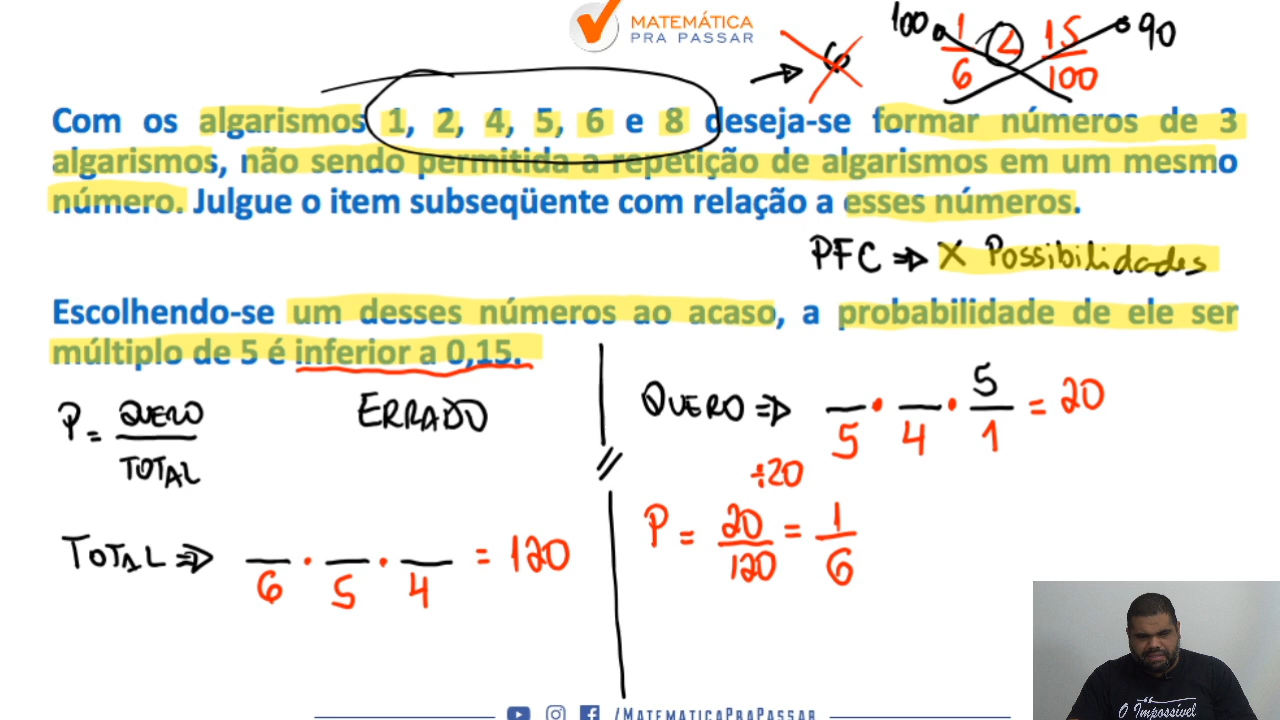 MATEMÁTICA
PRA PASSAR
→ 6
100 1/6 2 15/100 90
Com os algarismos 1, 2, 4, 5, 6 e 8 deseja-se formar números de 3
algarismos, não sendo permitida a repetição de algarismos em um mesmo
número. Julgue o item subseqüente com relação a esses números.
PFC ⇒ X Possibilidades
Escolhendo-se um desses números ao acaso, a probabilidade de ele ser
múltiplo de 5 é inferior a 0,15.
P = QUERO/TOTAL
ERRADO
TOTAL ⇒ 6 · 5 · 4 = 120
QUERO ⇒ 5 · 4 · 5/1 = 20
÷20
P = 20/120 = 1/6
O Impossível
/MATEMATICAPRAPASSAR